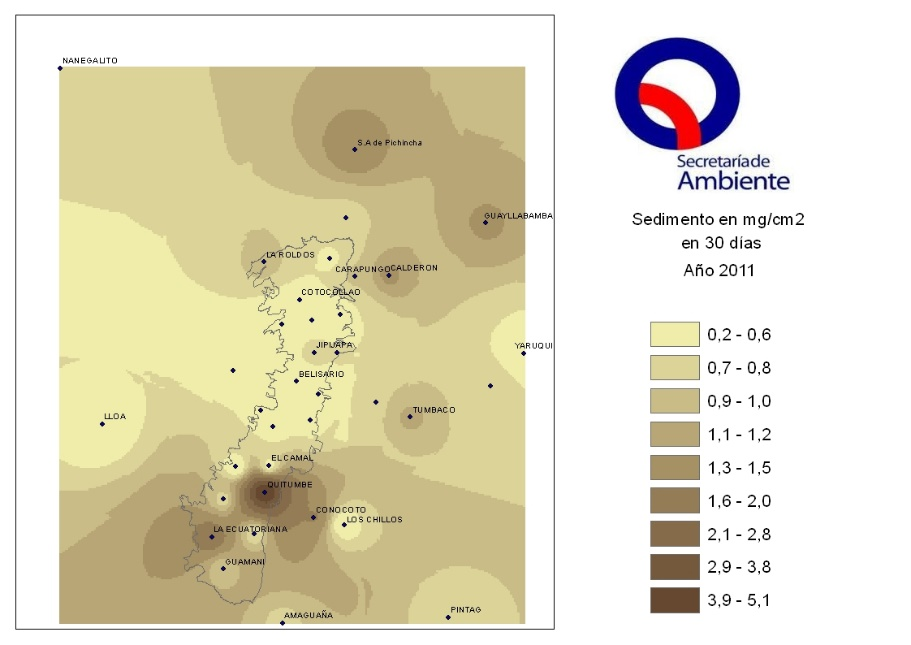 NANEGALITO
S.A de Pichincha
GUAYLLABAMBA
LA ROLDOS
CARAPUNGO
CALDERON
COTOCOLLAO
JIPIJAPA
YARUQUI
BELISARIO
LLOA
TUMBACO
EL CAMAL
QUITUMBE
CONOCOTO
LOS CHILLOS
LA ECUATORIANA
GUAMANI
AMAGUAÑA
PINTAG
Secretaría de
Ambiente
Sedimento en mg/cm2
en 30 días
Año 2011
0,2 - 0,6
0,7 - 0,8
0,9 - 1,0
1,1 - 1,2
1,3 - 1,5
1,6 - 2,0
2,1 - 2,8
2,9 - 3,8
3,9 - 5,1